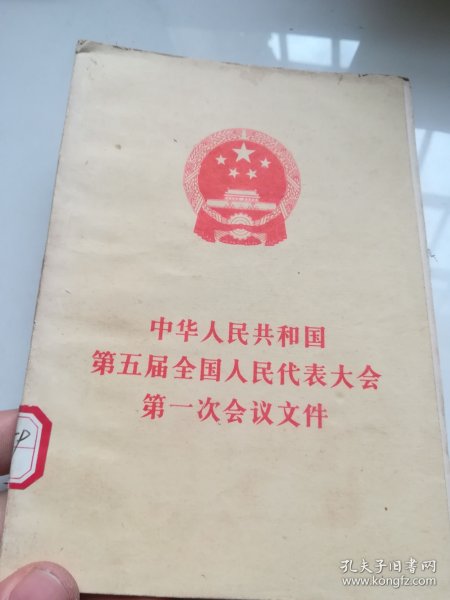 中华人民共和国
第五届全国人民代表大会
第一次会议文件
孔夫子旧书网
www.kongfz.com